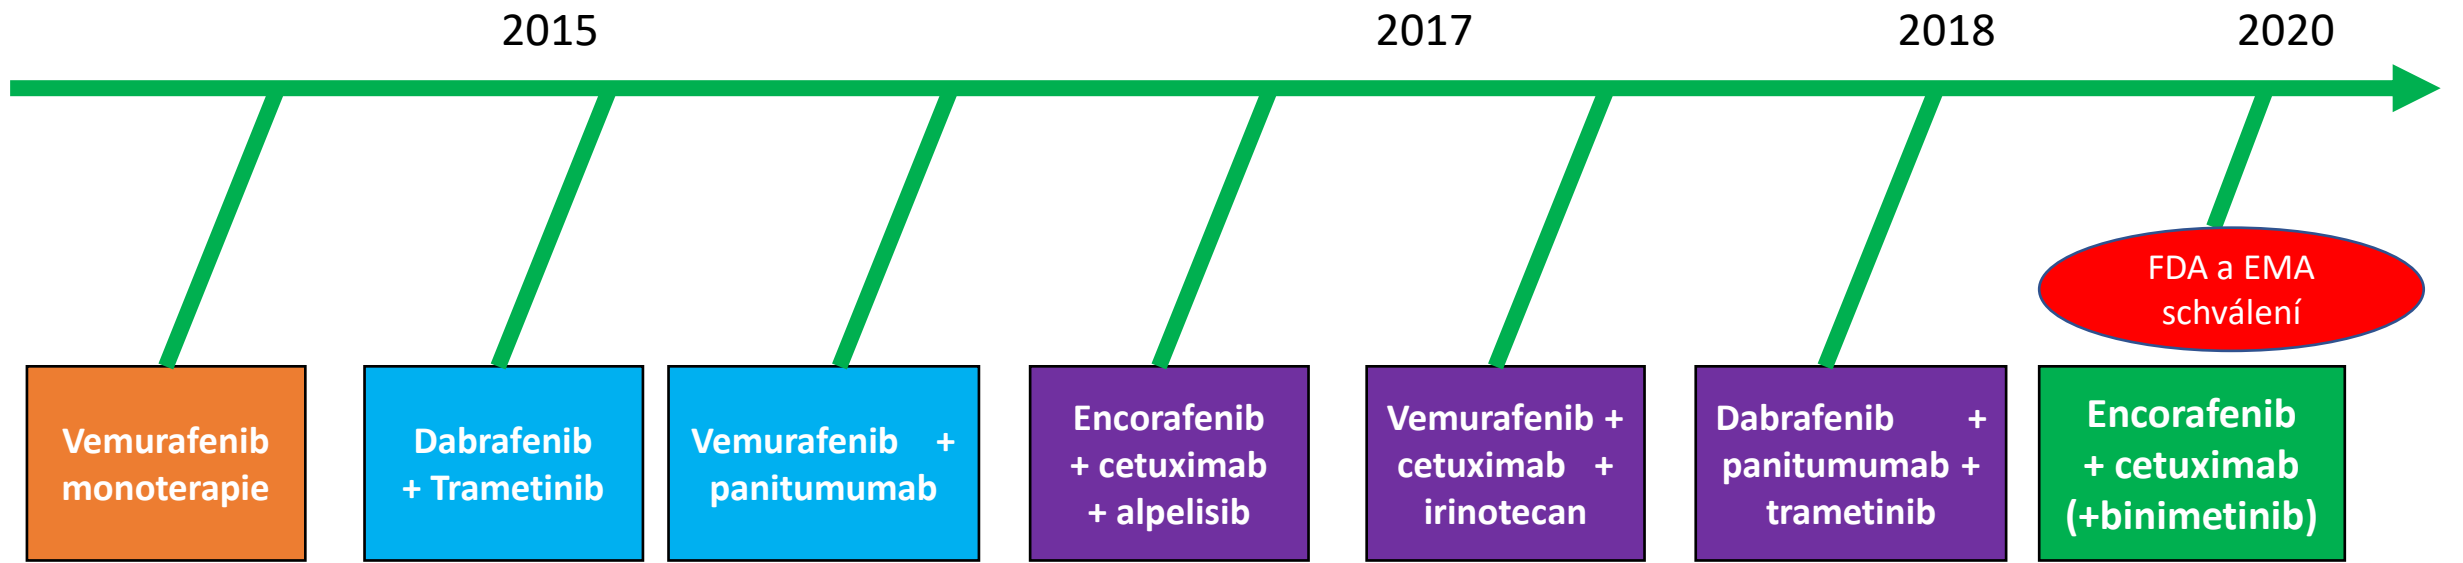 2015
2017
2018
2020
FDA a EMA
schválení
Vemurafenib
monoterapie
Dabrafenib
+ Trametinib
Vemurafenib +
panitumumab
Encorafenib
+ cetuximab
+ alpelisib
Vemurafenib +
cetuximab +
irinotecan
Dabrafenib +
panitumumab +
trametinib
Encorafenib
+ cetuximab
(+binimetinib)